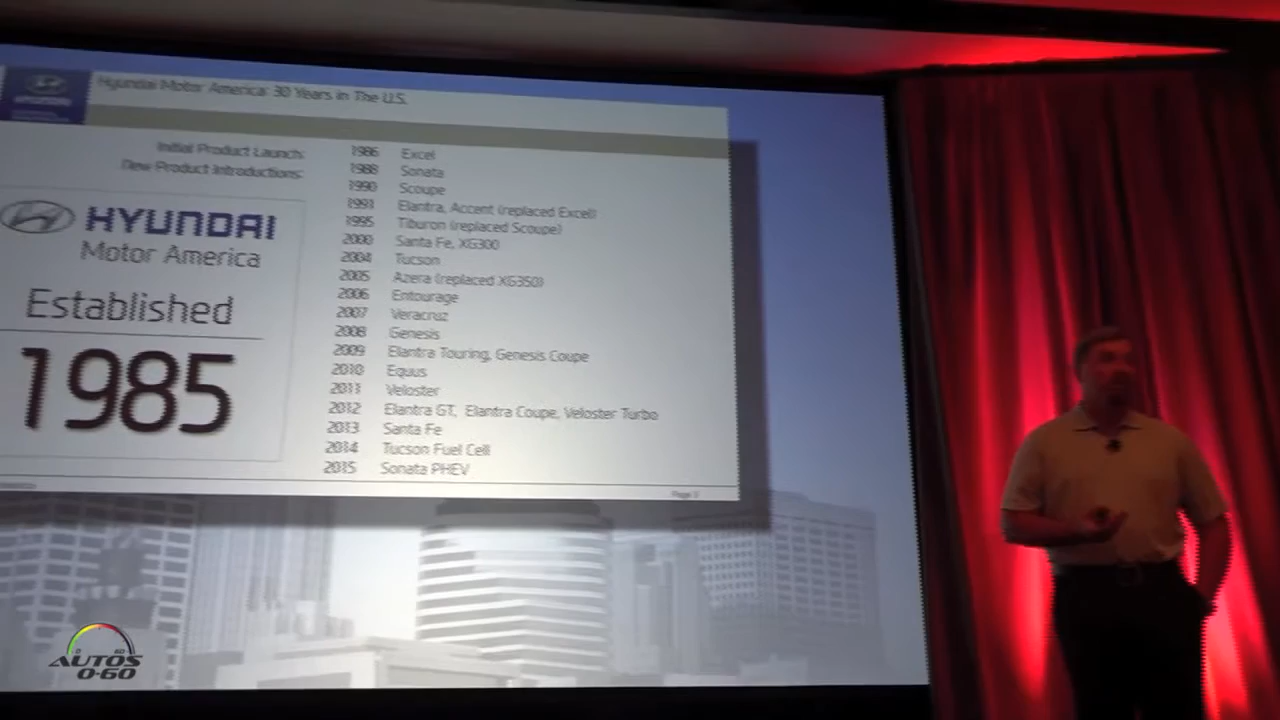 Hyundai Motor America: 30 Years in The U.S.
Initial Product Launch: 1986 Excel
New Product Introductions: 1988 Sonata
1990 Scoupe
1991 Elantra, Accent (replaced Excel)
1995 Tiburon (replaced Scoupe)
2000 Santa Fe, XG300
2004 Tucson
2005 Azera (replaced XG350)
2006 Entourage
2007 Veracruz
2008 Genesis
2009 Elantra Touring, Genesis Coupe
2010 Equus
2011 Veloster
2012 Elantra GT, Elantra Coupe, Veloster Turbo
2013 Santa Fe
2014 Tucson Fuel Cell
2015 Sonata PHEV
HYUNDAI
Motor America
Established
1985
Page
AUTOS
0-60